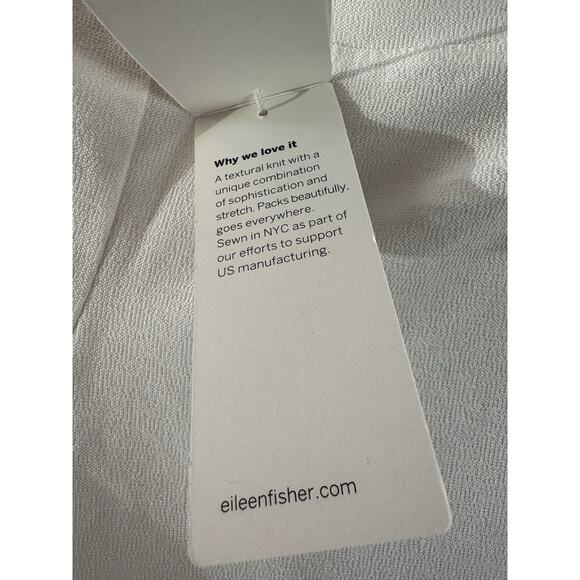 Why we love it
A textural knit with a
unique combination
of sophistication and
stretch. Packs beautifully,
goes everywhere.
Sewn in NYC as part of
our efforts to support
US manufacturing.
eileenfisher.com